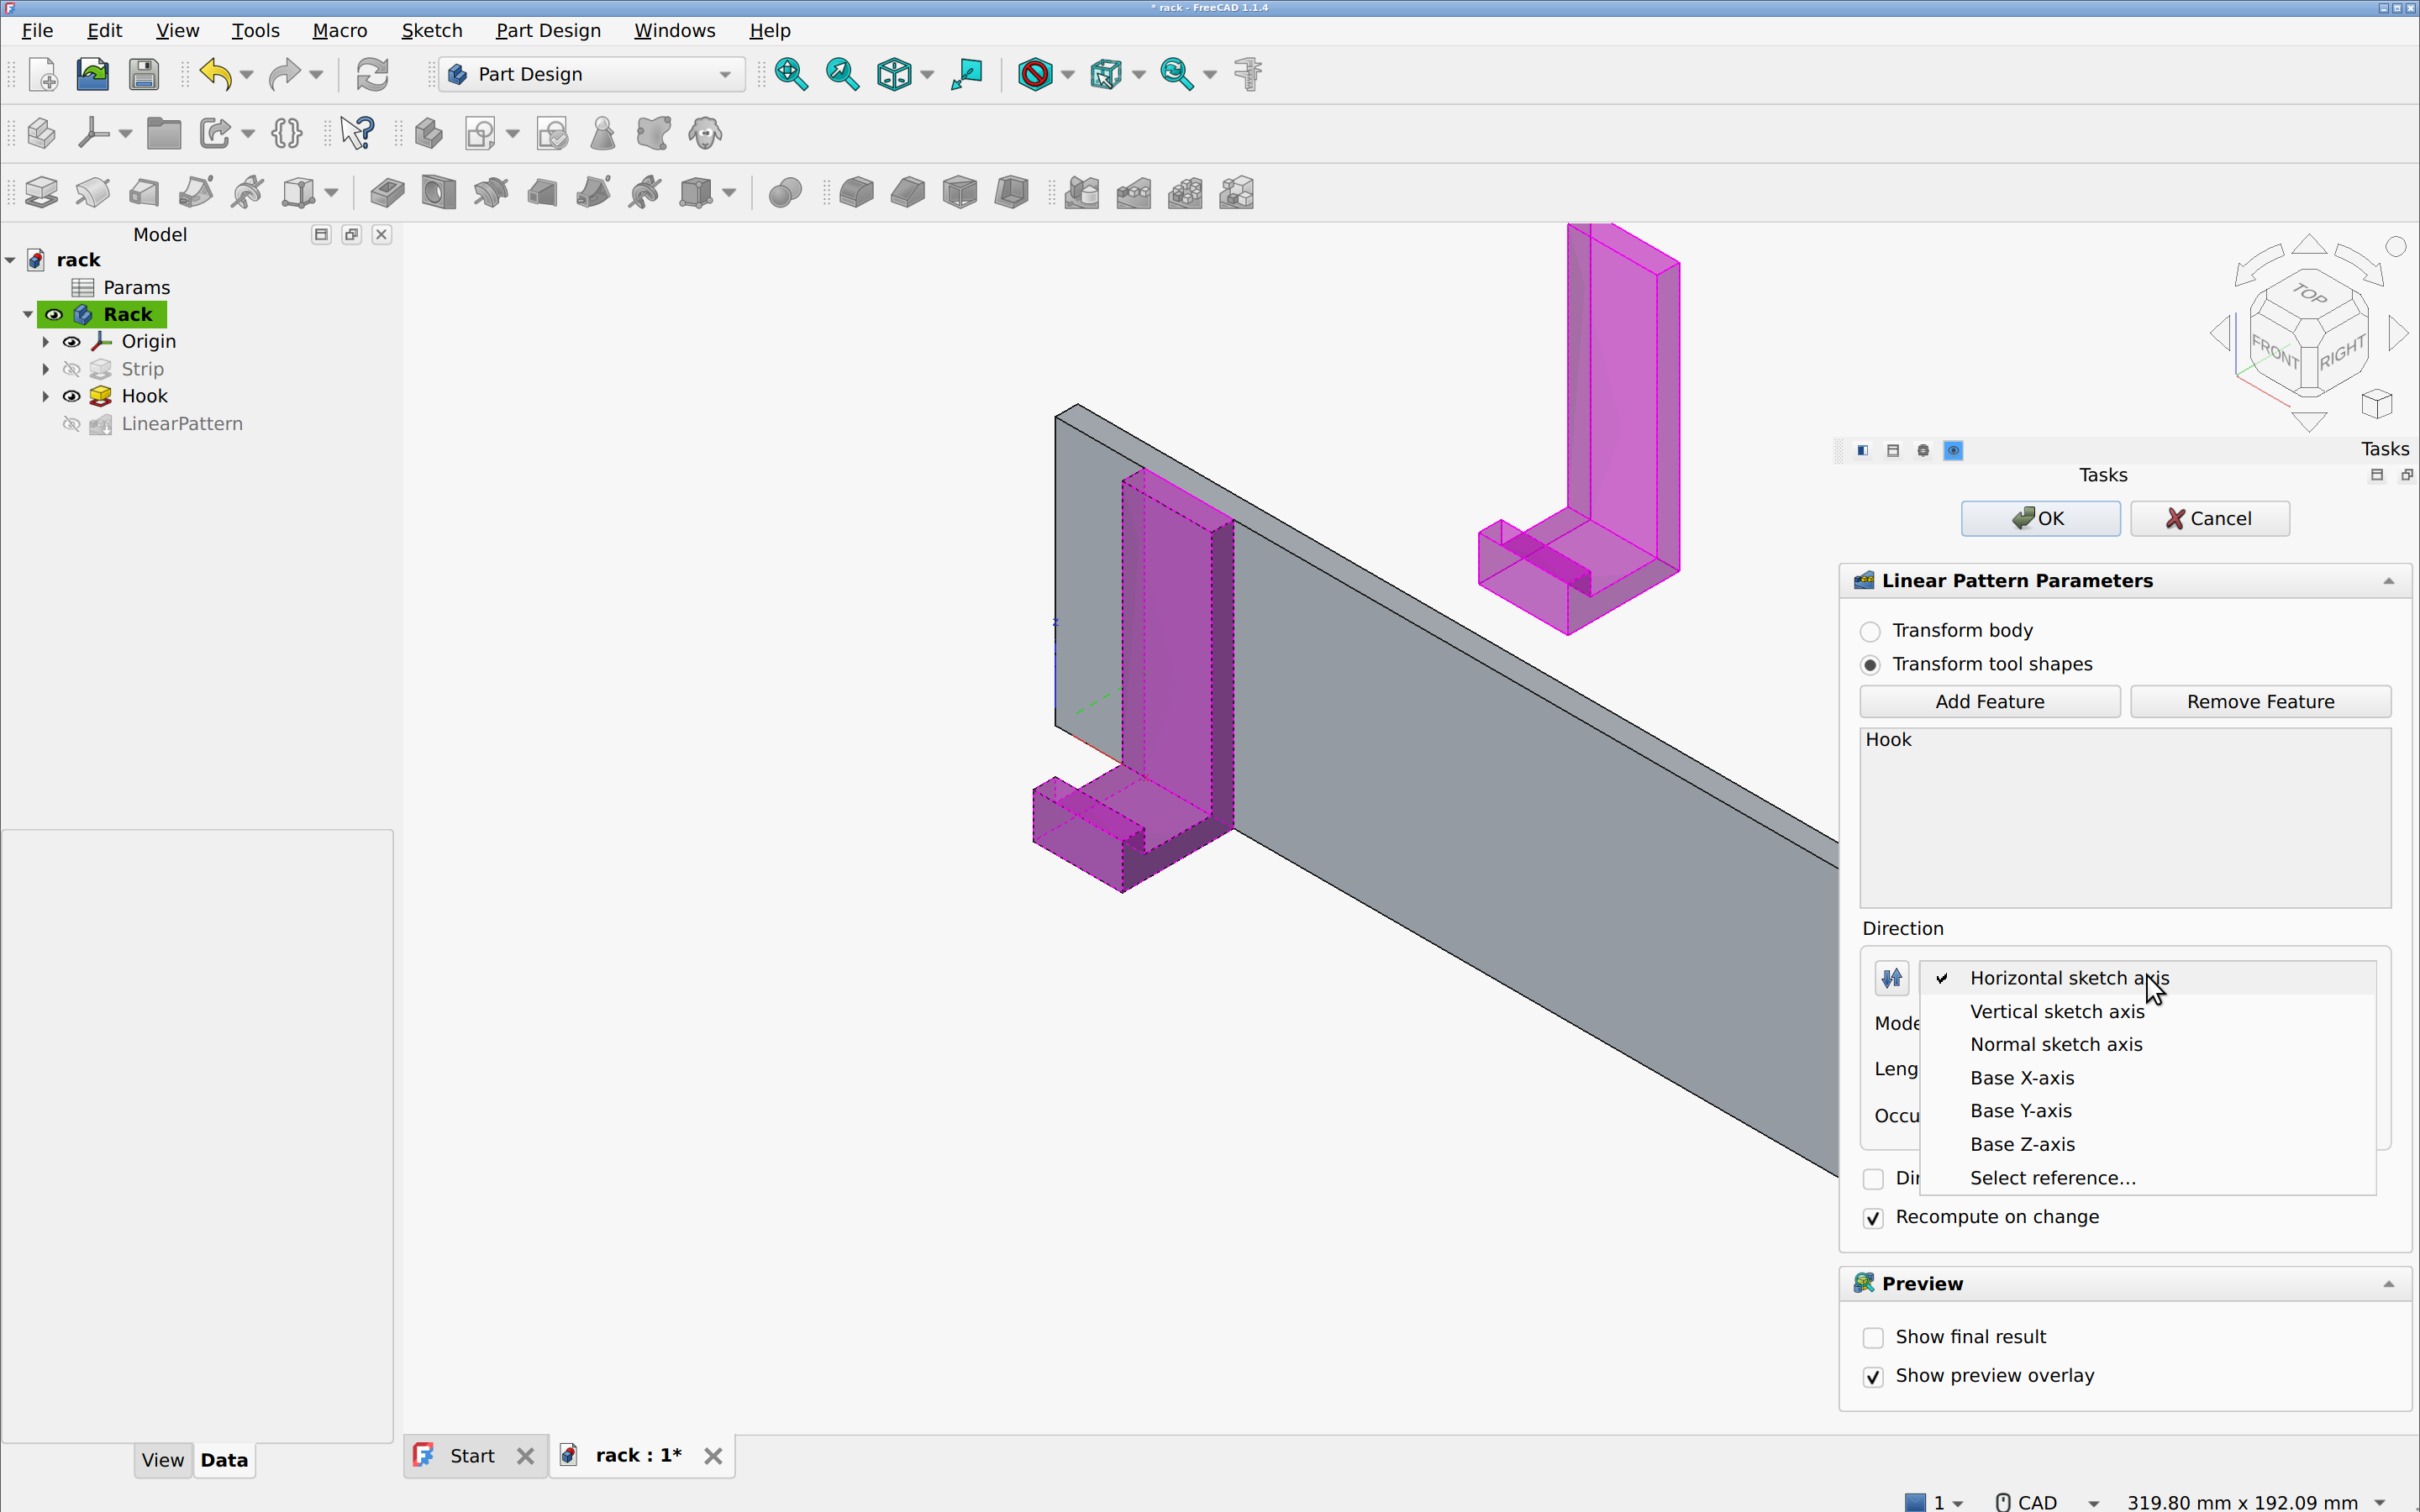 * rack - FreeCAD 1.1.4
File Edit View Tools Macro Sketch Part Design Windows Help
Part Design
Model
rack
Params
Rack
Origin
Strip
Hook
LinearPattern
TOP
FRONT
RIGHT
z
Tasks
Tasks
OK Cancel
Linear Pattern Parameters
Transform body
Transform tool shapes
Add Feature Remove Feature
Hook
Direction
Horizontal sketch axis
Vertical sketch axis
Mode
Normal sketch axis
Leng
Base X-axis
Occu
Base Y-axis
Base Z-axis
Dir
Select reference...
Recompute on change
Preview
Show final result
Show preview overlay
View Data
Start
rack : 1*
1 CAD 319.80 mm x 192.09 mm